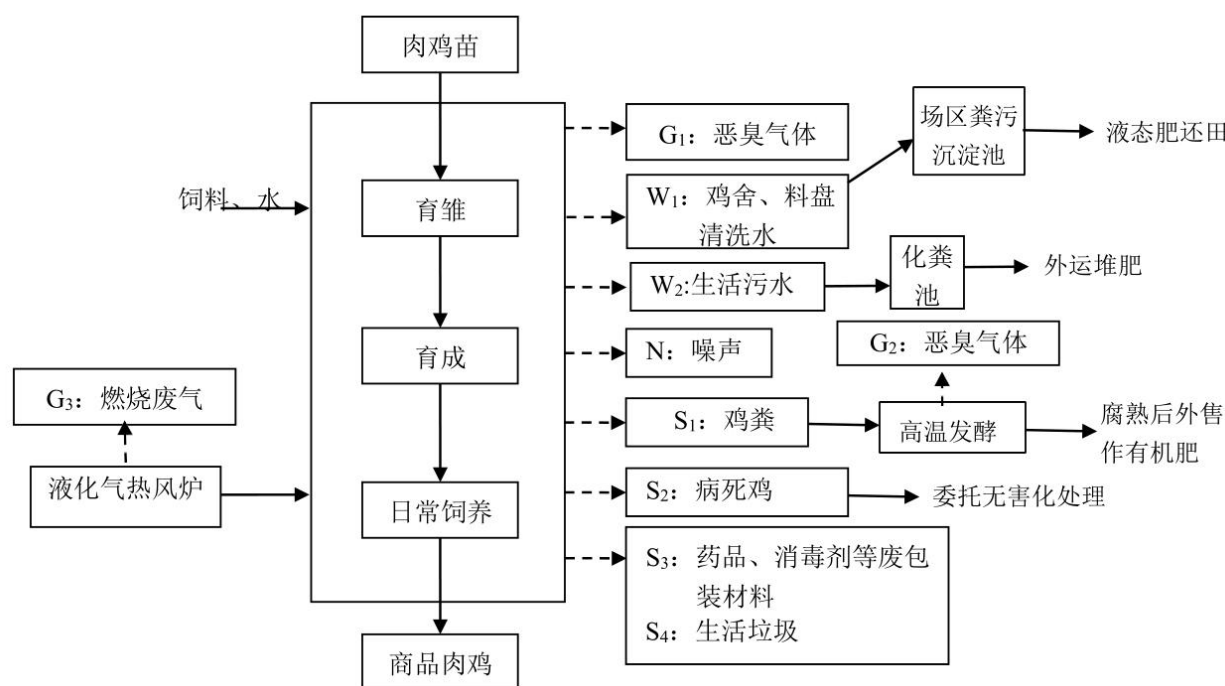 肉鸡苗
G₁：恶臭气体
场区粪污
沉淀池
液态肥还田
饲料、水
育雏
W₁：鸡舍、料盘
清洗水
W₂:生活污水
化粪
池
外运堆肥
育成
N：噪声
G₂：恶臭气体
G₃：燃烧废气
S₁：鸡粪
高温发酵
腐熟后外售
作有机肥
液化气热风炉
日常饲养
S₂：病死鸡
委托无害化处理
S₃：药品、消毒剂等废包
装材料
S₄：生活垃圾
商品肉鸡